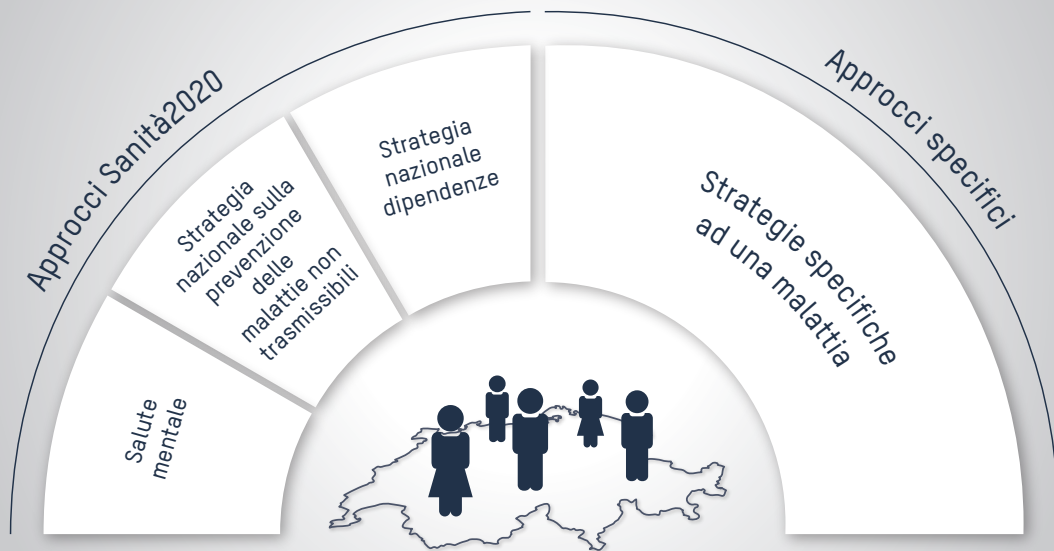 Approcci Sanità2020
Salute
mentale
Strategia
nazionale sulla
prevenzione
delle
malattie non
trasmissibili
Strategia
nazionale
dipendenze
Approcci specifici
Strategie specifiche
ad una malattia